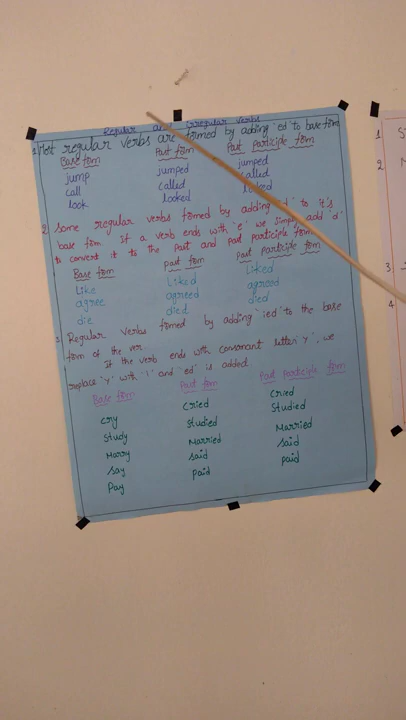 Regular and irregular verbs
1. Most regular verbs are formed by adding 'ed' to base form
Base form Past form Past participle form
jump jumped jumped
call called called
look looked looked
2. Some regular verbs formed by adding 'd' to it's
base form. If a verb ends with 'e' we simply add 'd'
to convert it to the past and past participle form
Base form Past form Past participle form
Like Liked Liked
agree agreed agreed
die died died
3. Regular verbs formed by adding 'ied' to the base
form of the ver
If the verb ends with consonant letter 'y', we
replace 'y' with 'i' and 'ed' is added
Base form Past form Past participle form
cry cried cried
Study Studied Studied
Marry Married Married
Say Said Said
Pay Paid Paid
1
2
3
4